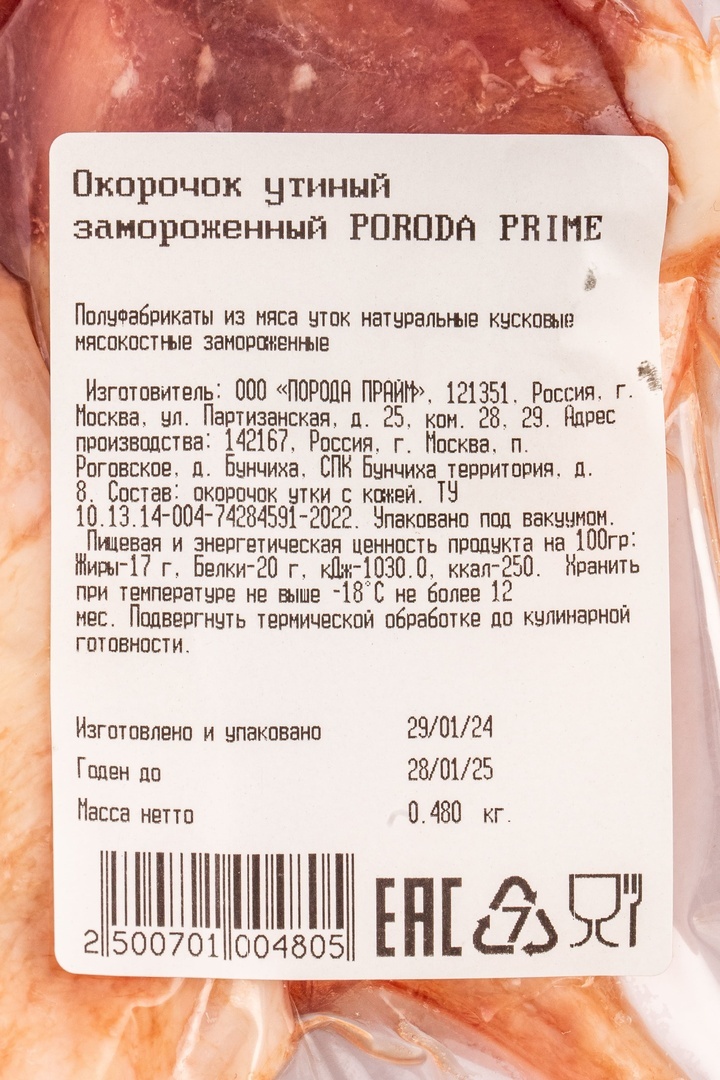 Окорочок утиный
замороженный PORODA PRIME
Полуфабрикаты из мяса уток натуральные кусковые
мясокостные замороженные
Изготовитель: ООО «ПОРОДА ПРАЙМ», 121351, Россия, г.
Москва, ул. Партизанская, д. 25, ком. 28, 29. Адрес
производства: 142167, Россия, г. Москва, п.
Роговское, д. Бунчиха, СПК Бунчиха территория, д.
8. Состав: окорочок утки с кожей. ТУ
10.13.14-004-74284591-2022. Упаковано под вакуумом.
Пищевая и энергетическая ценность продукта на 100гр:
Жиры-17 г, Белки-20 г, кДж-1030.0, ккал-250. Хранить
при температуре не выше -18°С не более 12
мес. Подвергнуть термической обработке до кулинарной
готовности.
Изготовлено и упаковано 29/01/24
Годен до 28/01/25
Масса нетто 0.480 кг.
2 500701 004805 EAC 7